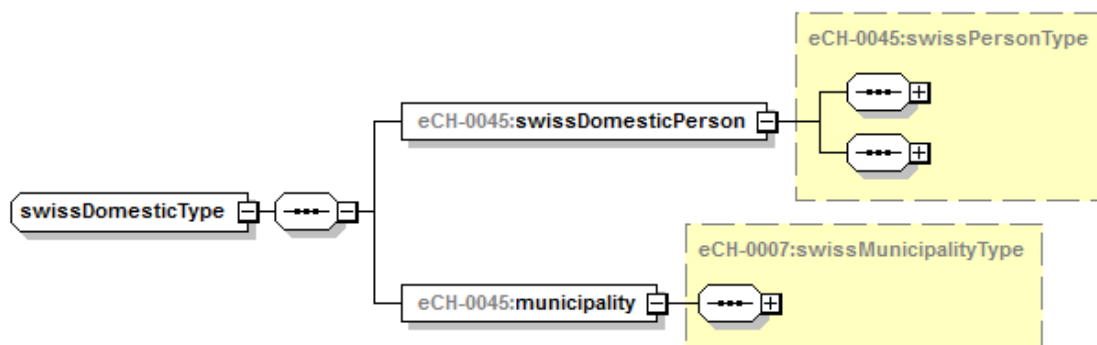 eCH-0045:swissPersonType
eCH-0045:swissDomesticPerson
swissDomesticType
eCH-0007:swissMunicipalityType
eCH-0045:municipality